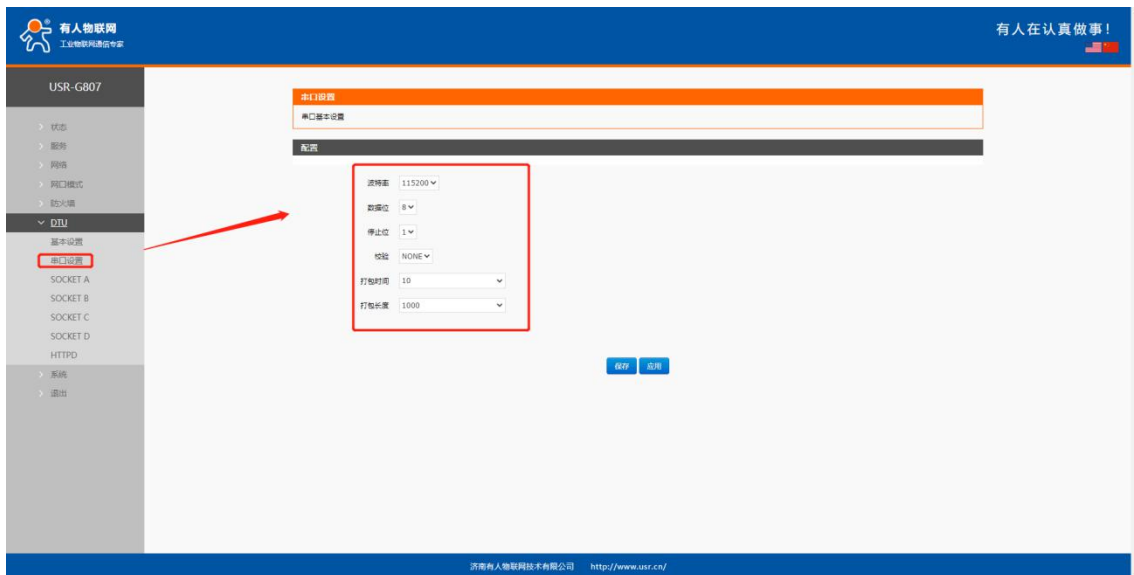 有人物联网
工业物联网通信专家
有人在认真做事!
USR-G807
状态
服务
网络
网口模式
防火墙
DTU
基本设置
串口设置
SOCKET A
SOCKET B
SOCKET C
SOCKET D
HTTPD
系统
退出
串口设置
串口基本设置
配置
波特率 115200
数据位 8
停止位 1
校验 NONE
打包时间 10
打包长度 1000
保存 应用
济南有人物联网技术有限公司 http://www.usr.cn/